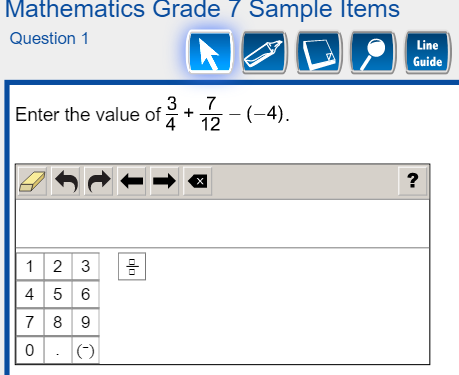 Mathematics Grade 7 Sample Items
Question 1
Line
Guide
Enter the value of 3/4 + 7/12 − (−4).
x
?
1 2 3
4 5 6
7 8 9
0 . (−)